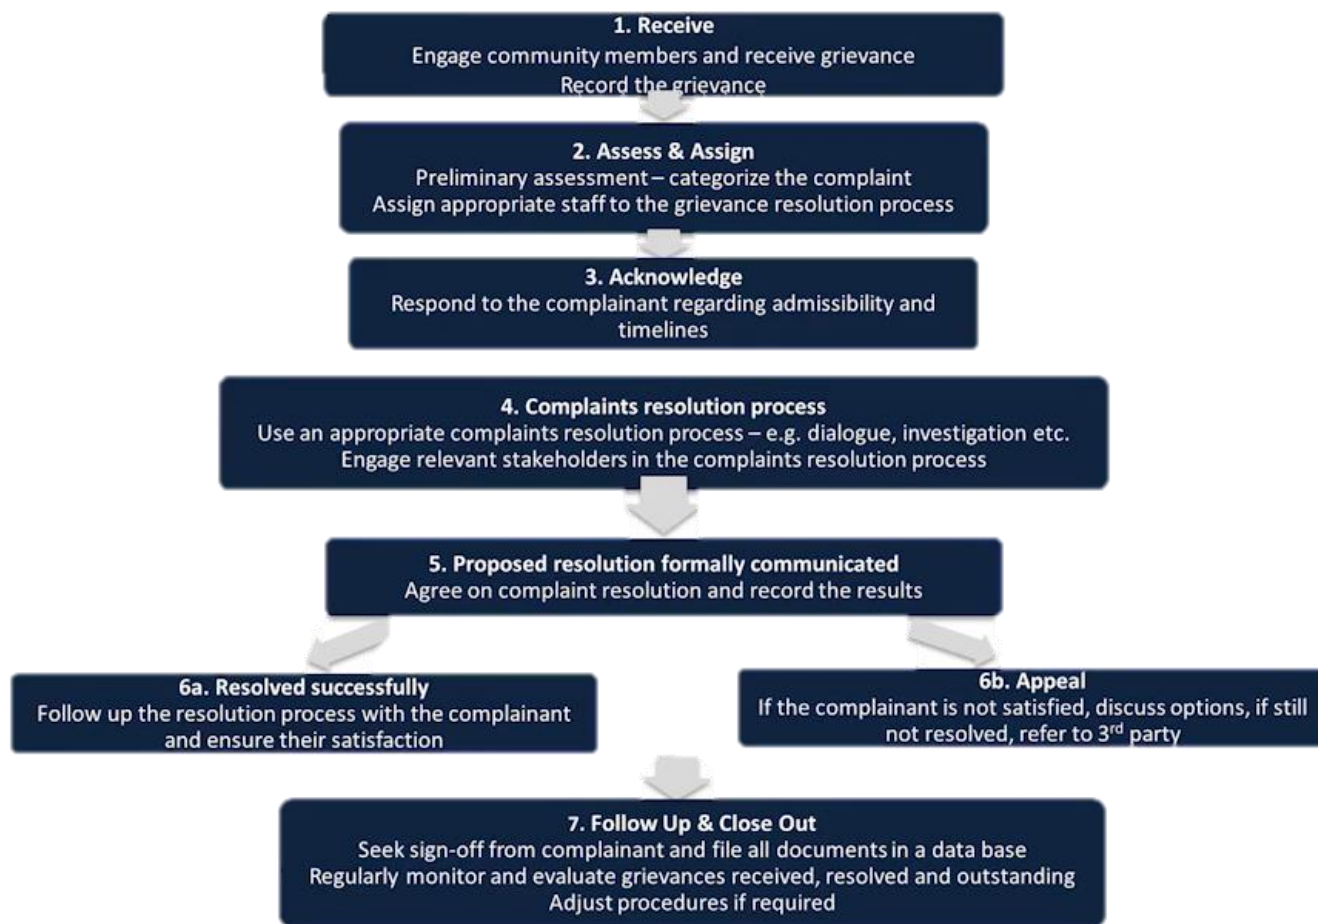 1. Receive
Engage community members and receive grievance
Record the grievance
2. Assess & Assign
Preliminary assessment – categorize the complaint
Assign appropriate staff to the grievance resolution process
3. Acknowledge
Respond to the complainant regarding admissibility and
timelines
4. Complaints resolution process
Use an appropriate complaints resolution process – e.g. dialogue, investigation etc.
Engage relevant stakeholders in the complaints resolution process
5. Proposed resolution formally communicated
Agree on complaint resolution and record the results
6a. Resolved successfully
Follow up the resolution process with the complainant
and ensure their satisfaction
6b. Appeal
If the complainant is not satisfied, discuss options, if still
not resolved, refer to 3rd party
7. Follow Up & Close Out
Seek sign-off from complainant and file all documents in a data base
Regularly monitor and evaluate grievances received, resolved and outstanding
Adjust procedures if required